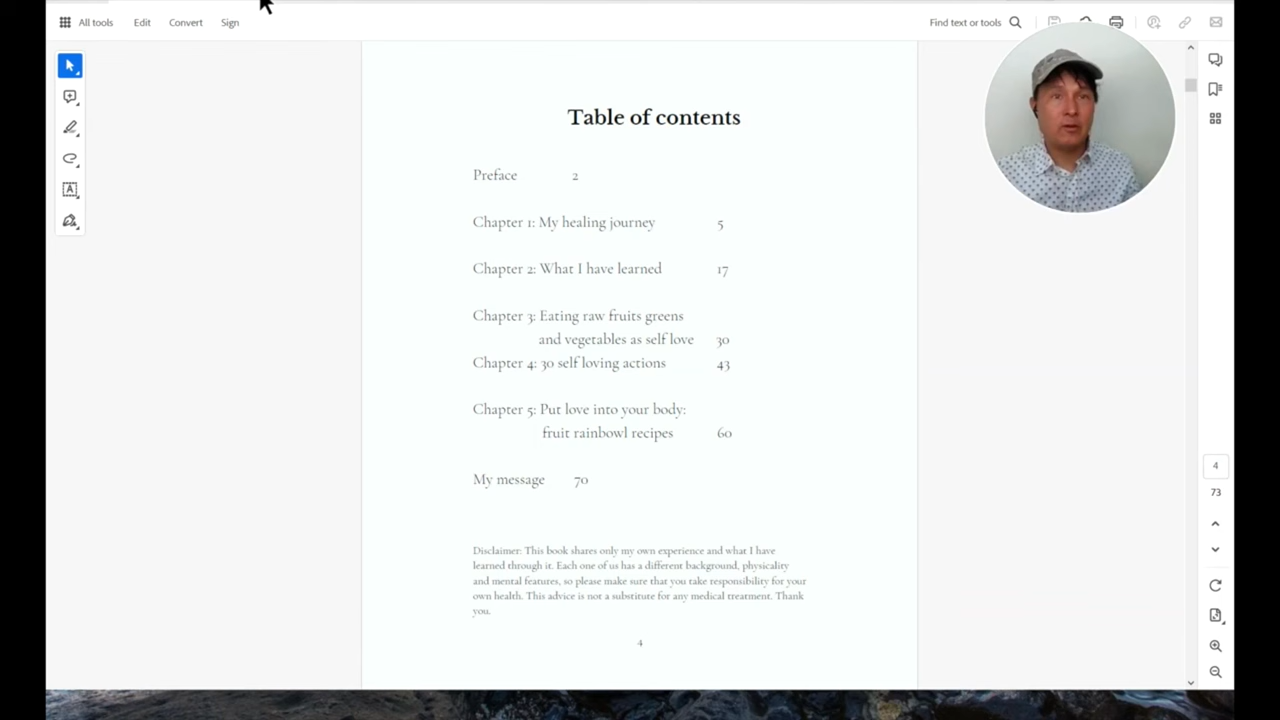 All tools Edit Convert Sign Find text or tools
Table of contents
Preface 2
Chapter 1: My healing journey 5
Chapter 2: What I have learned 17
Chapter 3: Eating raw fruits greens
and vegetables as self love 30
Chapter 4: 30 self loving actions 43
Chapter 5: Put love into your body:
fruit rainbowl recipes 60
My message 70
Disclaimer: This book shares only my own experience and what I have
learned through it. Each one of us has a different background, physicality
and mental features, so please make sure that you take responsibility for your
own health. This advice is not a substitute for any medical treatment. Thank
you.
4
4
73